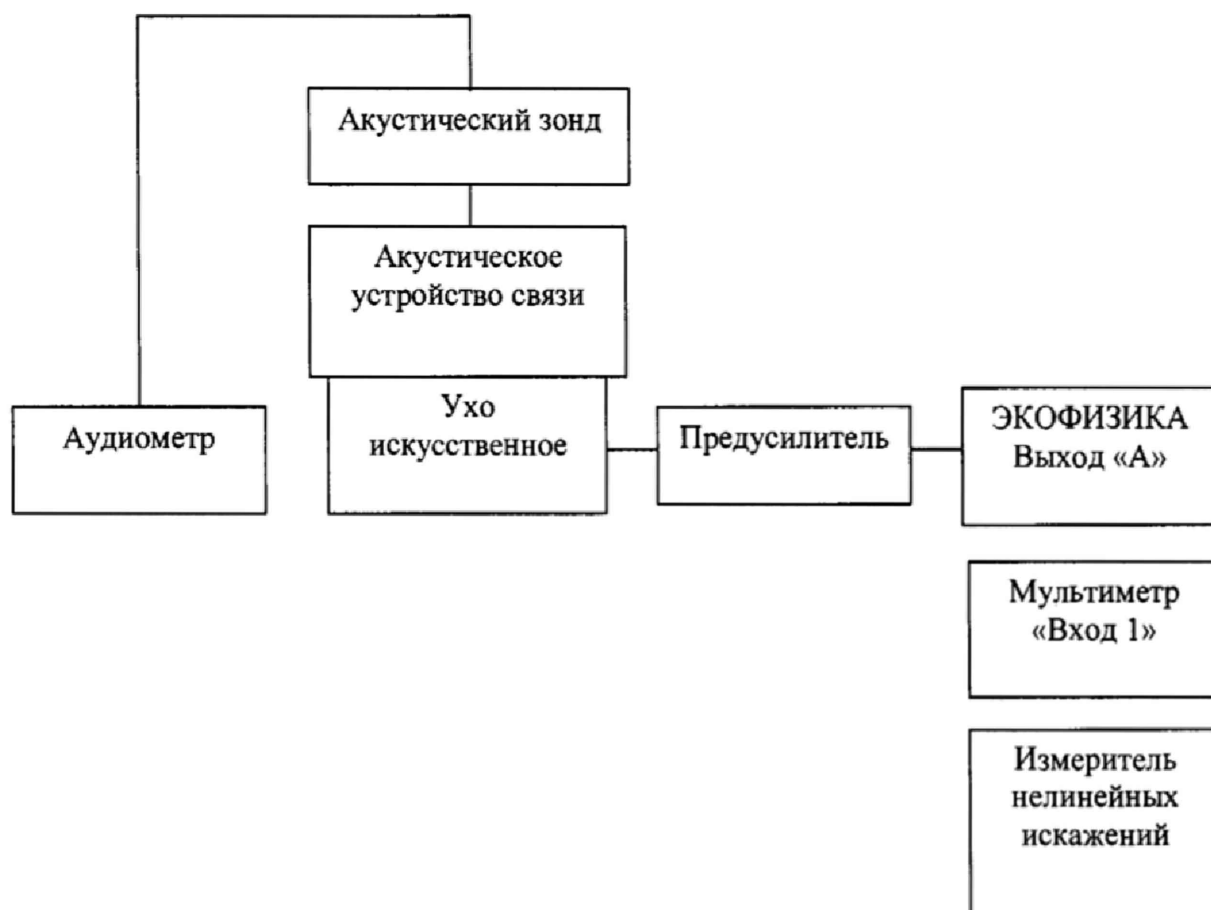 Акустический зонд
Акустическое
устройство связи
Ухо
искусственное
Аудиометр
Предусилитель
ЭКОФИЗИКА
Выход «А»
Мультиметр
«Вход 1»
Измеритель
нелинейных
искажений